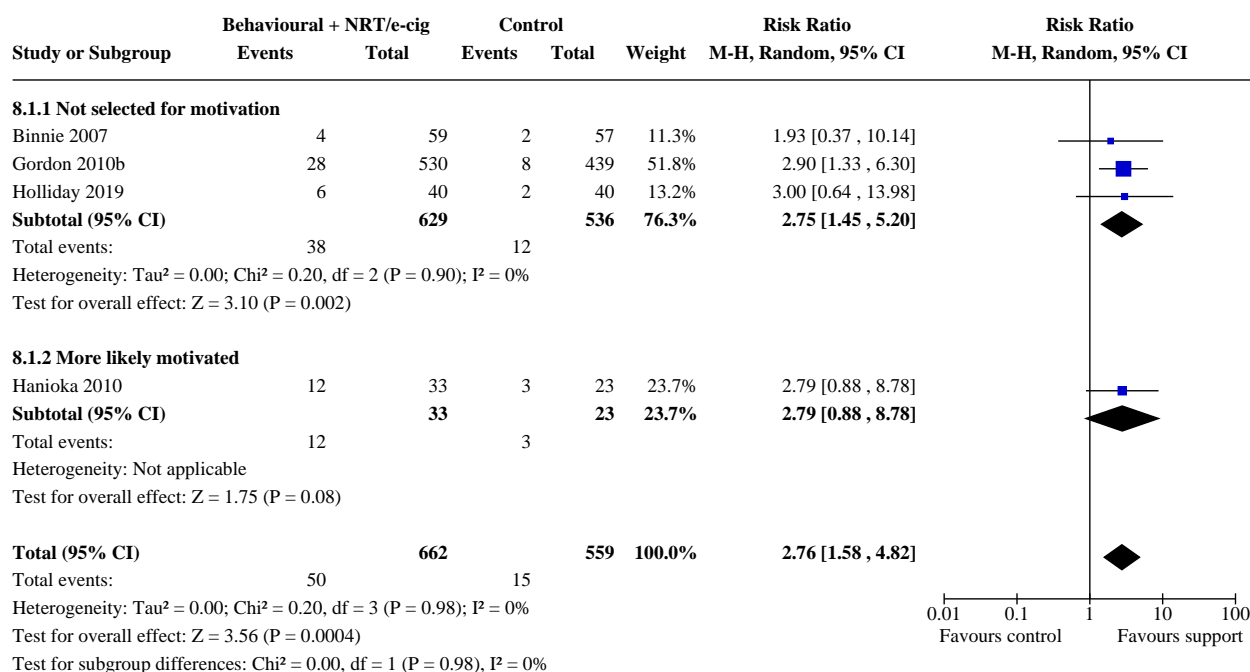 Behavioural + NRT/e-cig Control Risk Ratio Risk Ratio
Study or Subgroup Events Total Events Total Weight M-H, Random, 95% CI M-H, Random, 95% CI
8.1.1 Not selected for motivation
Binnie 2007 4 59 2 57 11.3% 1.93 [0.37 , 10.14]
Gordon 2010b 28 530 8 439 51.8% 2.90 [1.33 , 6.30]
Holliday 2019 6 40 2 40 13.2% 3.00 [0.64 , 13.98]
Subtotal (95% CI) 629 536 76.3% 2.75 [1.45 , 5.20]
Total events: 38 12
Heterogeneity: Tau² = 0.00; Chi² = 0.20, df = 2 (P = 0.90); I² = 0%
Test for overall effect: Z = 3.10 (P = 0.002)
8.1.2 More likely motivated
Hanioka 2010 12 33 3 23 23.7% 2.79 [0.88 , 8.78]
Subtotal (95% CI) 33 23 23.7% 2.79 [0.88 , 8.78]
Total events: 12 3
Heterogeneity: Not applicable
Test for overall effect: Z = 1.75 (P = 0.08)
Total (95% CI) 662 559 100.0% 2.76 [1.58 , 4.82]
Total events: 50 15
Heterogeneity: Tau² = 0.00; Chi² = 0.20, df = 3 (P = 0.98); I² = 0%
0.01 0.1 1 10 100
Test for overall effect: Z = 3.56 (P = 0.0004)
Favours control Favours support
Test for subgroup differences: Chi² = 0.00, df = 1 (P = 0.98), I² = 0%